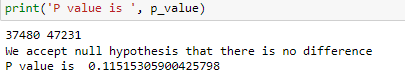 print('P value is ', p_value)
37480 47231
We accept null hypothesis that there is no difference
P value is  0.11515305900425798